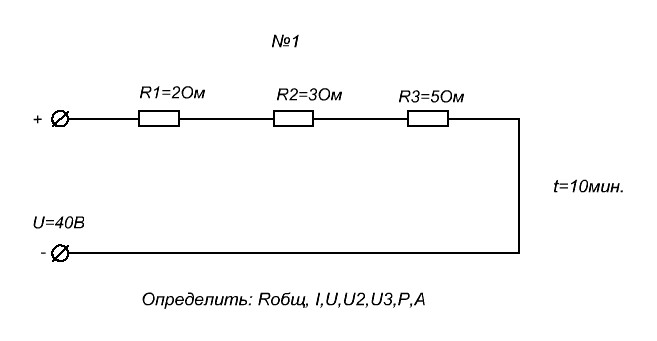 №1
R1=2Ом R2=3Ом R3=5Ом
+
t=10мин.
U=40В
-
Определить: Rобщ, I,U,U2,U3,P,A